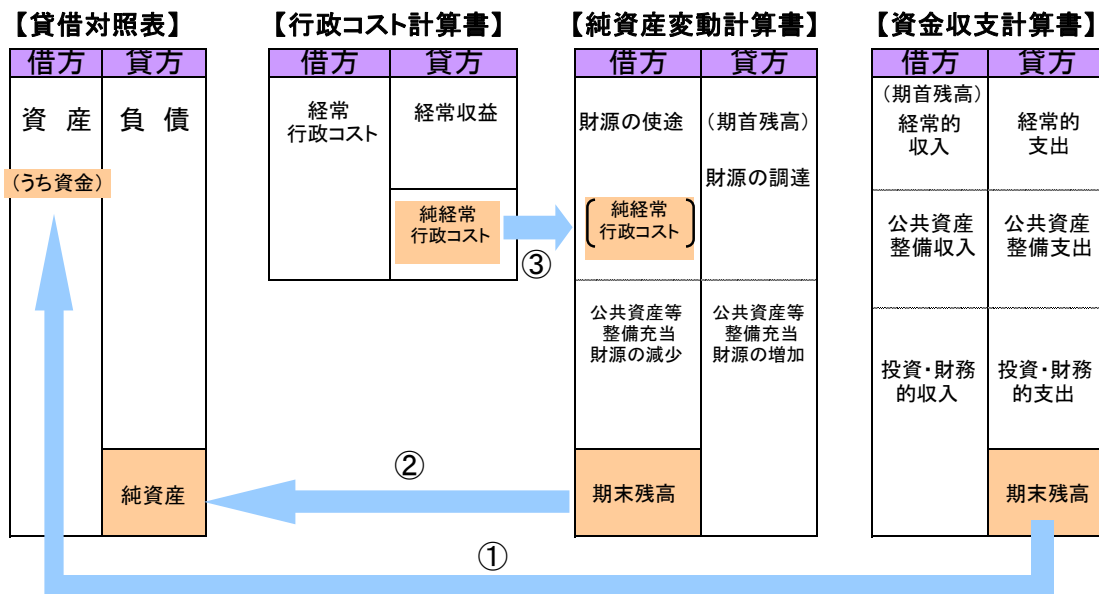 【貸借対照表】
借方 貸方
資 産 負 債
(うち資金)
純資産
【行政コスト計算書】
借方 貸方
経常
行政コスト
経常収益
純経常
行政コスト
③
【純資産変動計算書】
借方 貸方
財源の使途 (期首残高)
財源の調達
純経常
行政コスト
公共資産等
整備充当
財源の減少
公共資産等
整備充当
財源の増加
期末残高
②
【資金収支計算書】
借方 貸方
(期首残高)
経常的
収入
経常的
支出
公共資産
整備収入
公共資産
整備支出
投資・財務
的収入
投資・財務
的支出
期末残高
①